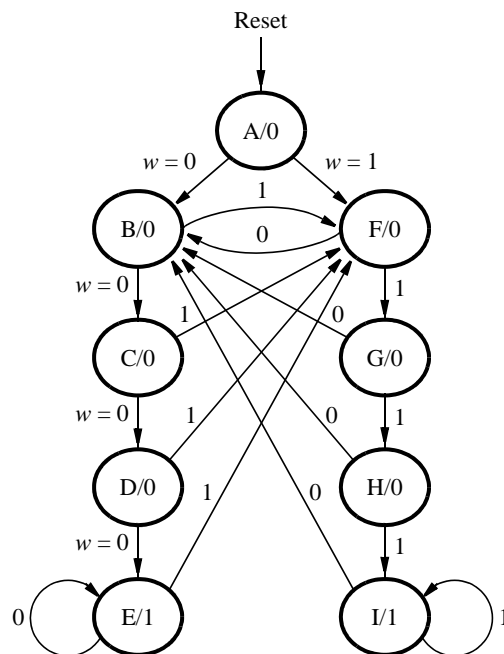 Reset
A/0
w = 0
w = 1
B/0
1
0
F/0
w = 0
1
0
1
C/0
G/0
w = 0
1
0
1
D/0
H/0
w = 0
1
0
1
0
E/1
I/1
1